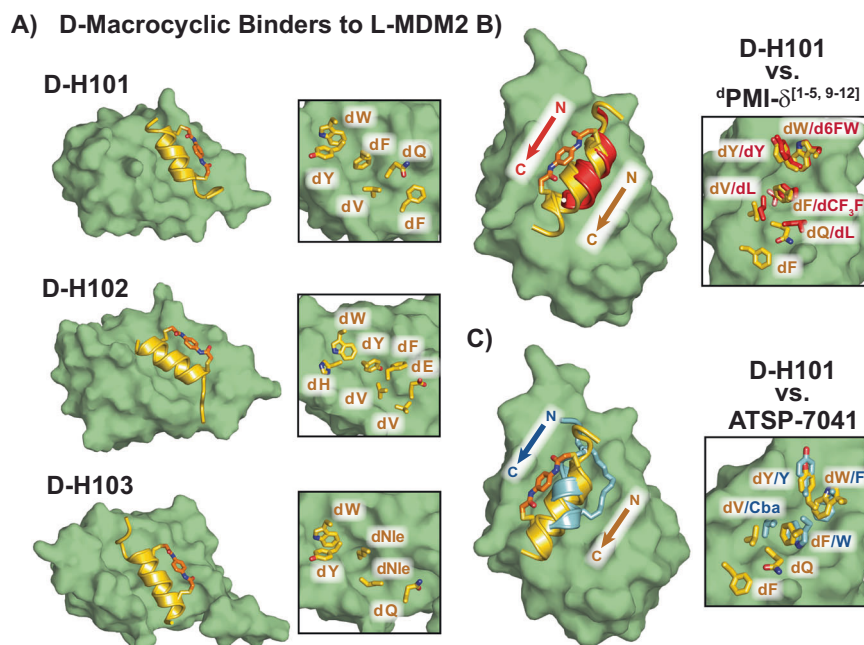 A) D-Macrocyclic Binders to L-MDM2 B)
D-H101
dW
dF
dQ
dY
dV
dF
D-H102
dW
dY
dF
dH
dE
dV
dV
D-H103
dW
dNle
dY
dNle
dQ
N
C
N
C
D-H101
vs.
ᵈPMI-δ[1-5, 9-12]
dW/d6FW
dY/dY
dV/dL
dF/dCF₃F
dQ/dL
dF
C)
N
C
N
C
D-H101
vs.
ATSP-7041
dY/Y
dW/F
dV/Cba
dF/W
dQ
dF